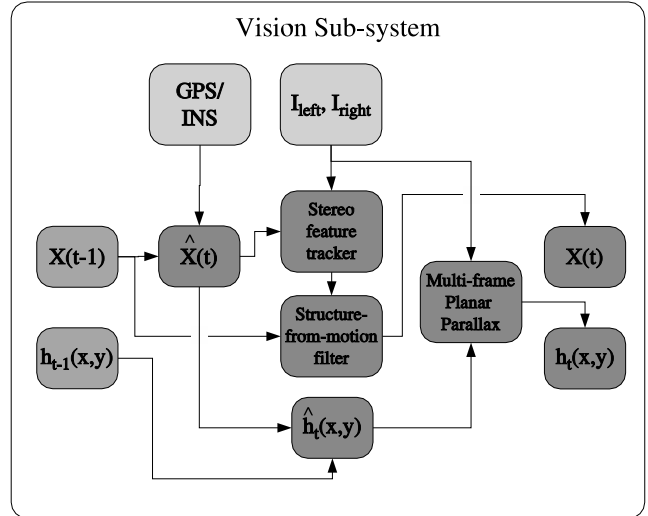 Vision Sub-system
GPS/
INS
I_left, I_right
Stereo
feature
tracker
X(t-1)
X̂(t)
X(t)
Multi-frame
Planar
Parallax
Structure-
from-motion
filter
h_t-1(x,y)
h_t(x,y)
ĥ_t(x,y)